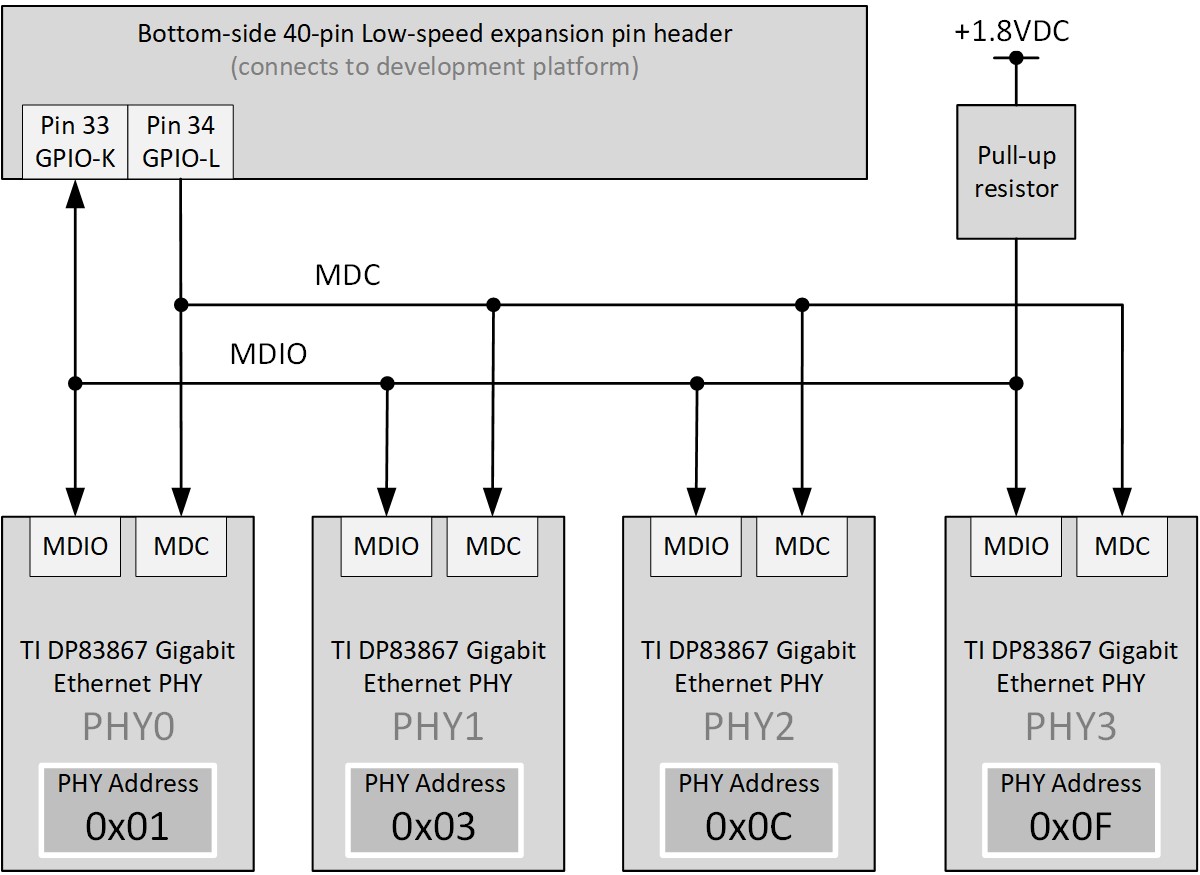 Bottom-side 40-pin Low-speed expansion pin header
(connects to development platform)
+1.8VDC
Pin 33
GPIO-K
Pin 34
GPIO-L
Pull-up
resistor
MDC
MDIO
MDIO
MDC
MDIO
MDC
MDIO
MDC
MDIO
MDC
TI DP83867 Gigabit
Ethernet PHY
PHY0
PHY Address
0x01
TI DP83867 Gigabit
Ethernet PHY
PHY1
PHY Address
0x03
TI DP83867 Gigabit
Ethernet PHY
PHY2
PHY Address
0x0C
TI DP83867 Gigabit
Ethernet PHY
PHY3
PHY Address
0x0F